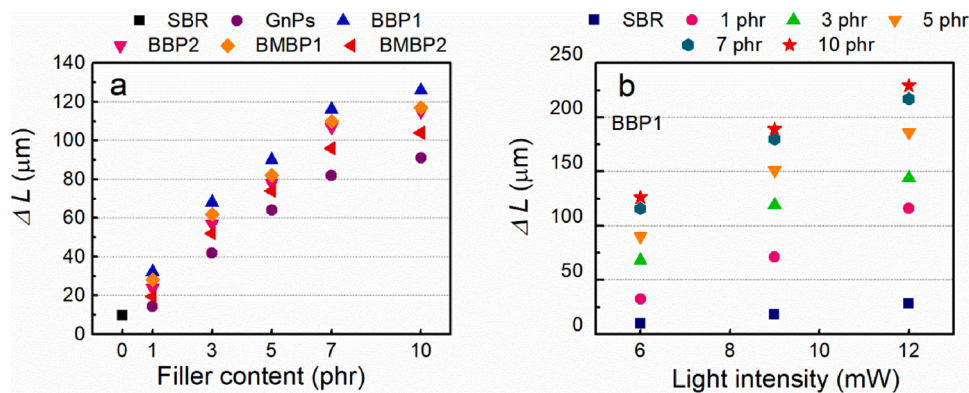 SBR GnPs BBP1
BBP2 BMBP1 BMBP2
a
140
120
100
80
60
40
20
0
Δ L (μm)
0 1 3 5 7 10
Filler content (phr)
SBR 1 phr 3 phr 5 phr
7 phr 10 phr
b
BBP1
250
200
150
100
50
0
Δ L (μm)
6 8 10 12
Light intensity (mW)